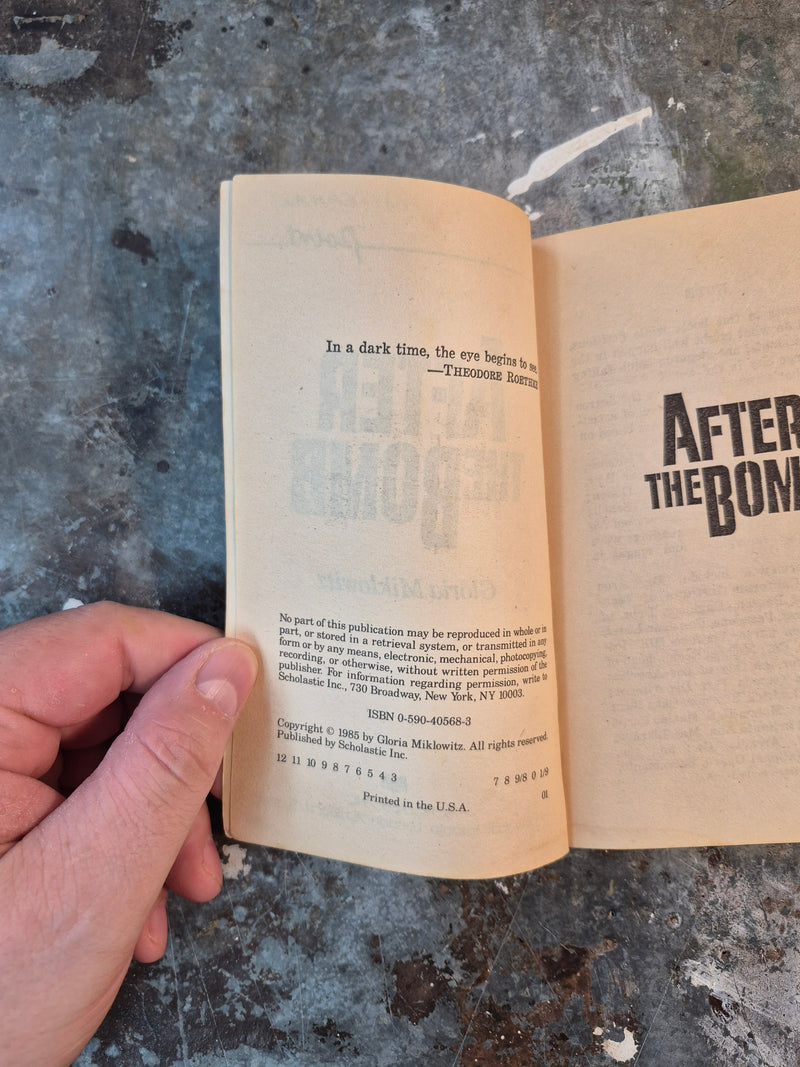 In a dark time, the eye begins to see.
—THEODORE ROETHKE
No part of this publication may be reproduced in whole or in
part, or stored in a retrieval system, or transmitted in any
form or by any means, electronic, mechanical, photocopying,
recording, or otherwise, without written permission of the
publisher. For information regarding permission, write to
Scholastic Inc., 730 Broadway, New York, NY 10003.
ISBN 0-590-40568-3
Copyright © 1985 by Gloria Miklowitz. All rights reserved.
Published by Scholastic Inc.
12 11 10 9 8 7 6 5 4 3 7 8 9/8 0 1/9
Printed in the U.S.A. 01
AFTER
THE BOM
AFTER
THE BOMB
Gloria Miklowitz